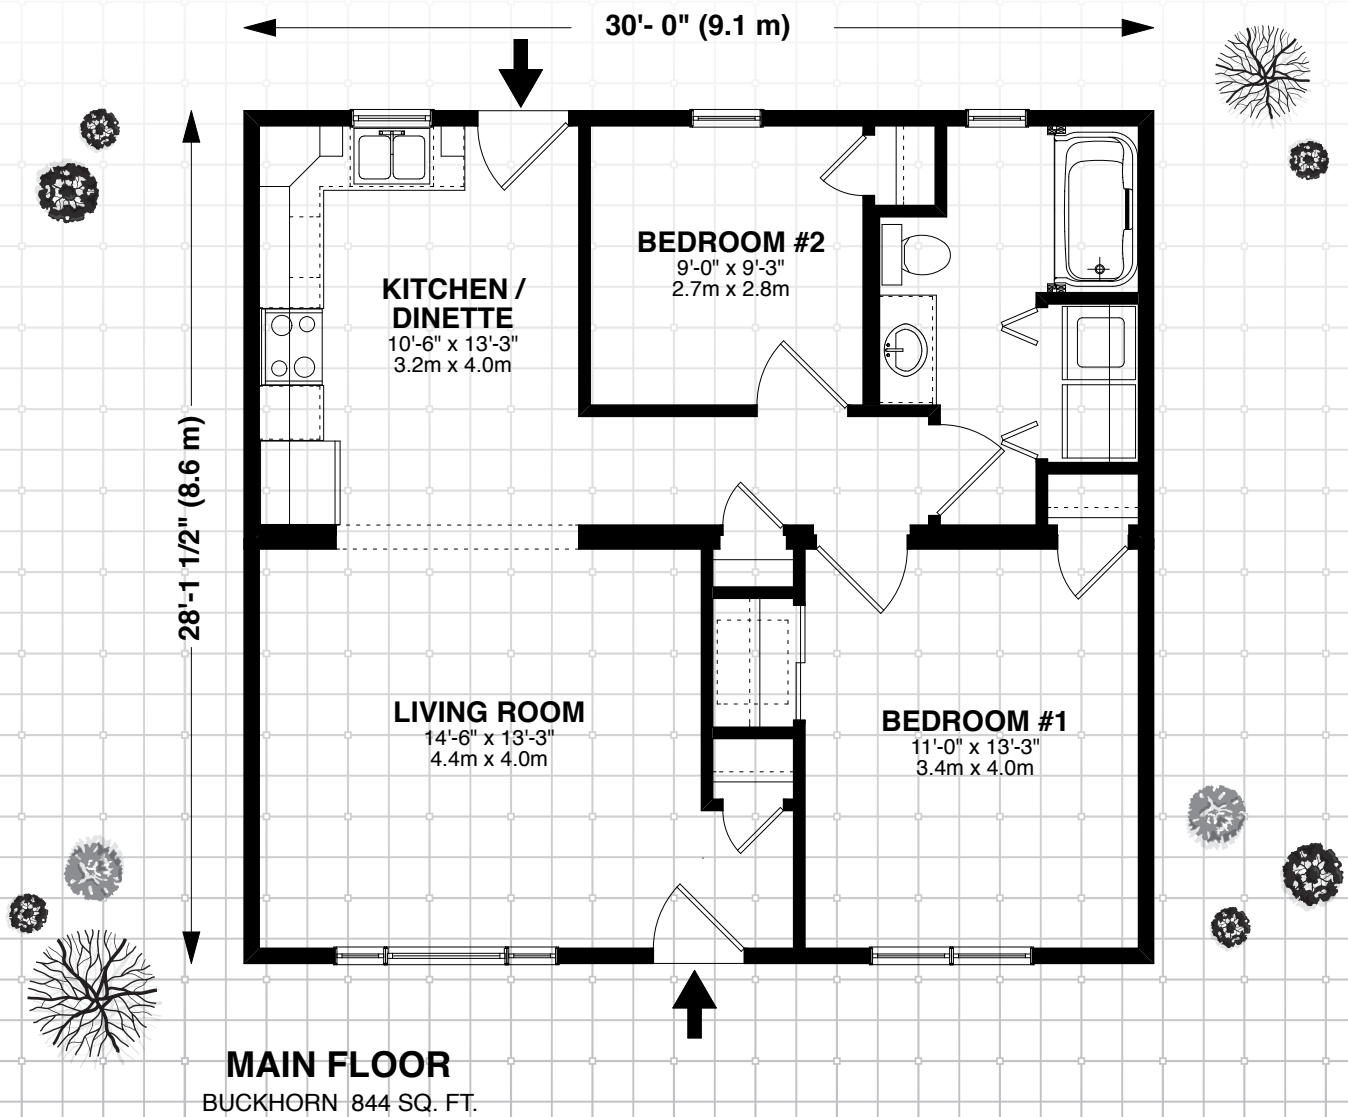 30'- 0" (9.1 m)
28'-1 1/2" (8.6 m)
BEDROOM #2
9'-0" x 9'-3"
2.7m x 2.8m
KITCHEN /
DINETTE
10'-6" x 13'-3"
3.2m x 4.0m
LIVING ROOM
14'-6" x 13'-3"
4.4m x 4.0m
BEDROOM #1
11'-0" x 13'-3"
3.4m x 4.0m
MAIN FLOOR
BUCKHORN 844 SQ. FT.